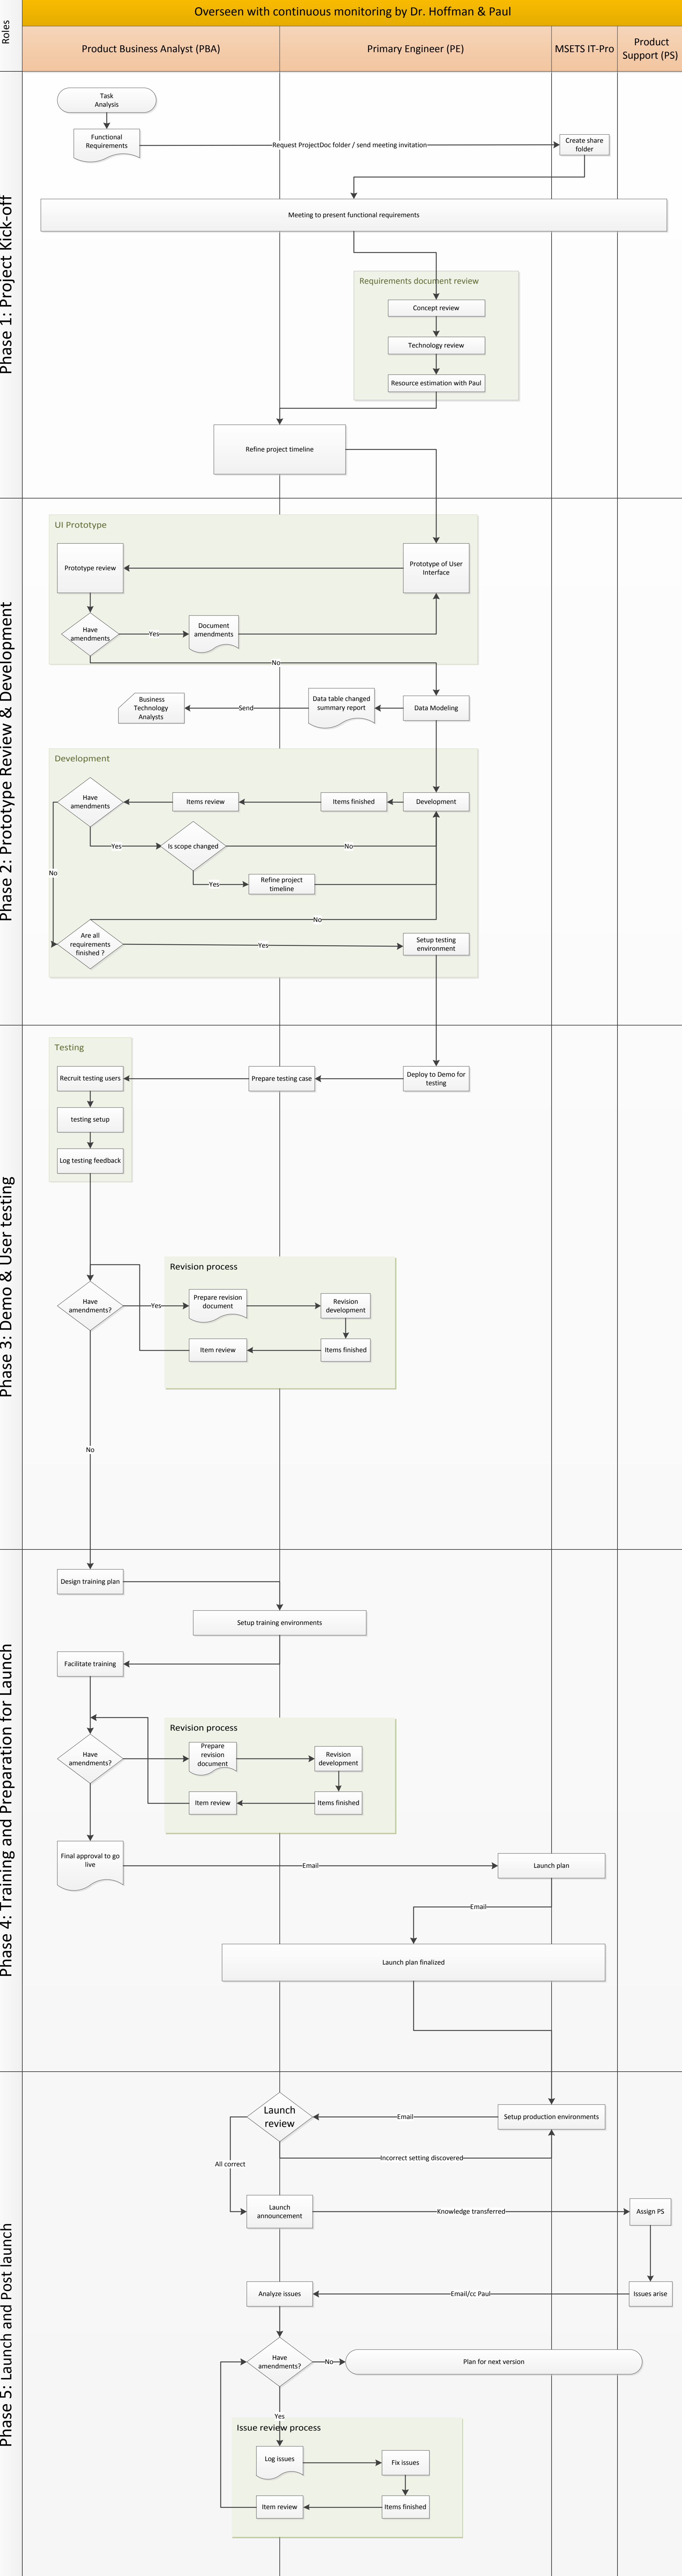 Overseen with continuous monitoring by Dr. Hoffman & Paul
Roles
Product Business Analyst (PBA)
Primary Engineer (PE)
MSETS IT-Pro
Product
Support (PS)
Phase 1: Project Kick-off
Task
Analysis
Functional
Requirements
Request ProjectDoc folder / send meeting invitation
Create share
folder
Meeting to present functional requirements
Requirements document review
Concept review
Technology review
Resource estimation with Paul
Refine project timeline
Phase 2: Prototype Review & Development
UI Prototype
Prototype review
Prototype of User
Interface
Have
amendments
Yes
Document
amendments
No
Business
Technology
Analysts
Send
Data table changed
summary report
Data Modeling
Development
Have
amendments
Items review
Items finished
Development
Yes
Is scope changed
No
No
Yes
Refine project
timeline
No
Are all
requirements
finished ?
Yes
Setup testing
environment
Phase 3: Demo & User testing
Testing
Recruit testing users
Prepare testing case
Deploy to Demo for
testing
testing setup
Log testing feedback
Revision process
Have
amendments?
Yes
Prepare revision
document
Revision
development
Item review
Items finished
No
Phase 4: Training and Preparation for Launch
Design training plan
Setup training environments
Facilitate training
Revision process
Have
amendments?
Prepare
revision
document
Revision
development
Item review
Items finished
Final approval to go
live
Email
Launch plan
Email
Launch plan finalized
Phase 5: Launch and Post launch
Launch
review
Email
Setup production environments
Incorrect setting discovered
All correct
Launch
announcement
Knowledge transferred
Assign PS
Analyze issues
Email/cc Paul
Issues arise
Have
amendments?
No
Plan for next version
Yes
Issue review process
Log issues
Fix issues
Item review
Items finished